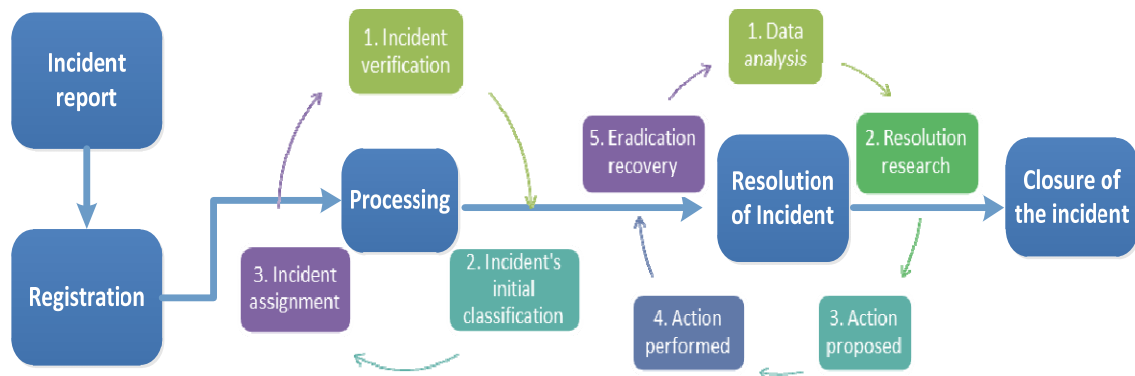 Incident
report
Registration
1. Incident
verification
Processing
2. Incident's
initial
classification
3. Incident
assignment
1. Data
analysis
2. Resolution
research
3. Action
proposed
4. Action
performed
5. Eradication
recovery
Resolution
of Incident
Closure of
the incident